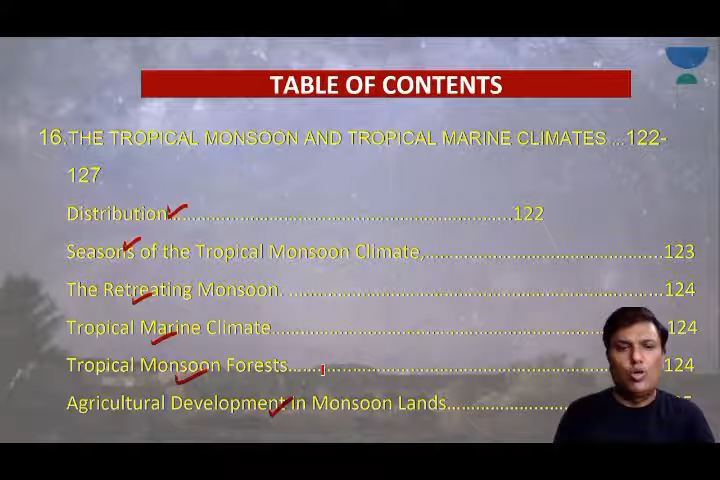 TABLE OF CONTENTS
16.THE TROPICAL MONSOON AND TROPICAL MARINE CLIMATES ...122-
127
Distribution.................................................................122
Seasons of the Tropical Monsoon Climate,.............................................123
The Retreating Monsoon. .......................................................................124
Tropical Marine Climate..........................................................................124
Tropical Monsoon Forests.......................................................................124
Agricultural Development In Monsoon Lands.......................